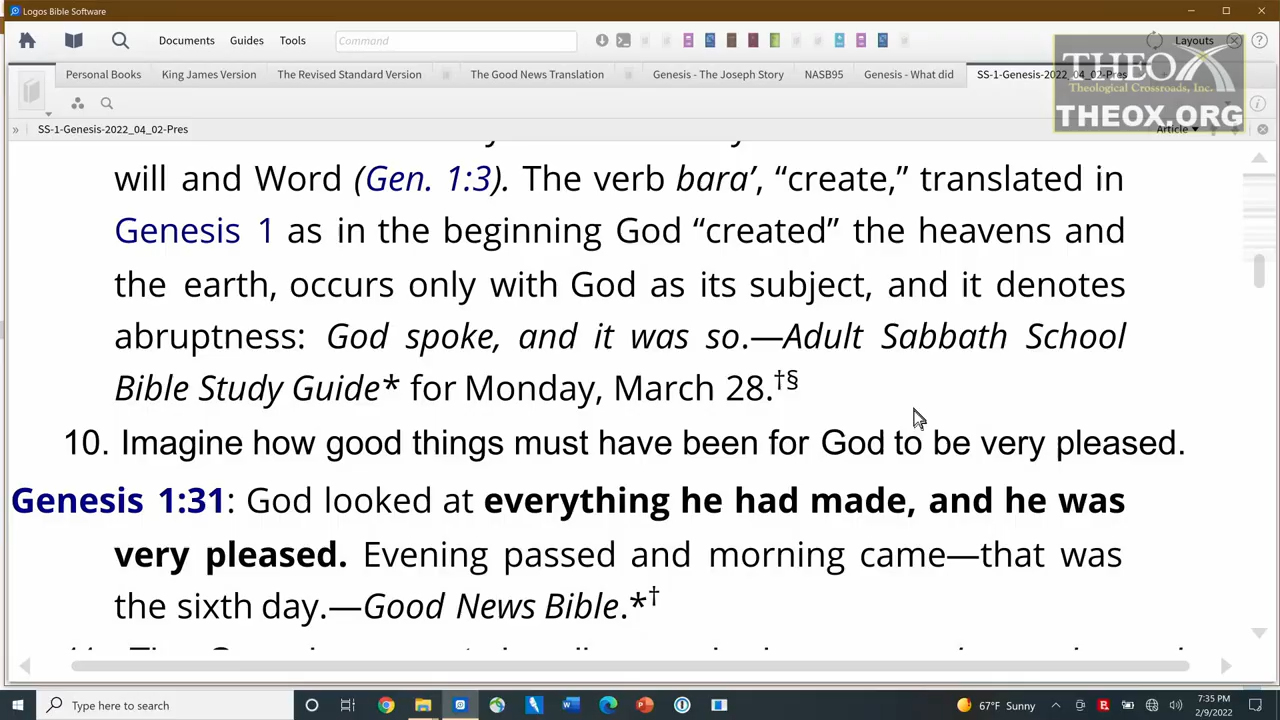 Logos Bible Software
Documents Guides Tools Command Layouts
Personal Books King James Version The Revised Standard Version The Good News Translation Genesis - The Joseph Story NASB95 Genesis - What did SS-1-Genesis-2022_04_02-Pres
THEOX
Theological Crossroads, Inc.
THEOX.ORG
» SS-1-Genesis-2022_04_02-Pres Article
will and Word (Gen. 1:3). The verb bara’, “create,” translated in
Genesis 1 as in the beginning God “created” the heavens and
the earth, occurs only with God as its subject, and it denotes
abruptness: God spoke, and it was so.—Adult Sabbath School
Bible Study Guide* for Monday, March 28.†§
10. Imagine how good things must have been for God to be very pleased.
Genesis 1:31: God looked at everything he had made, and he was
very pleased. Evening passed and morning came—that was
the sixth day.—Good News Bible.*†
Type here to search 67°F Sunny 7:35 PM
2/9/2022